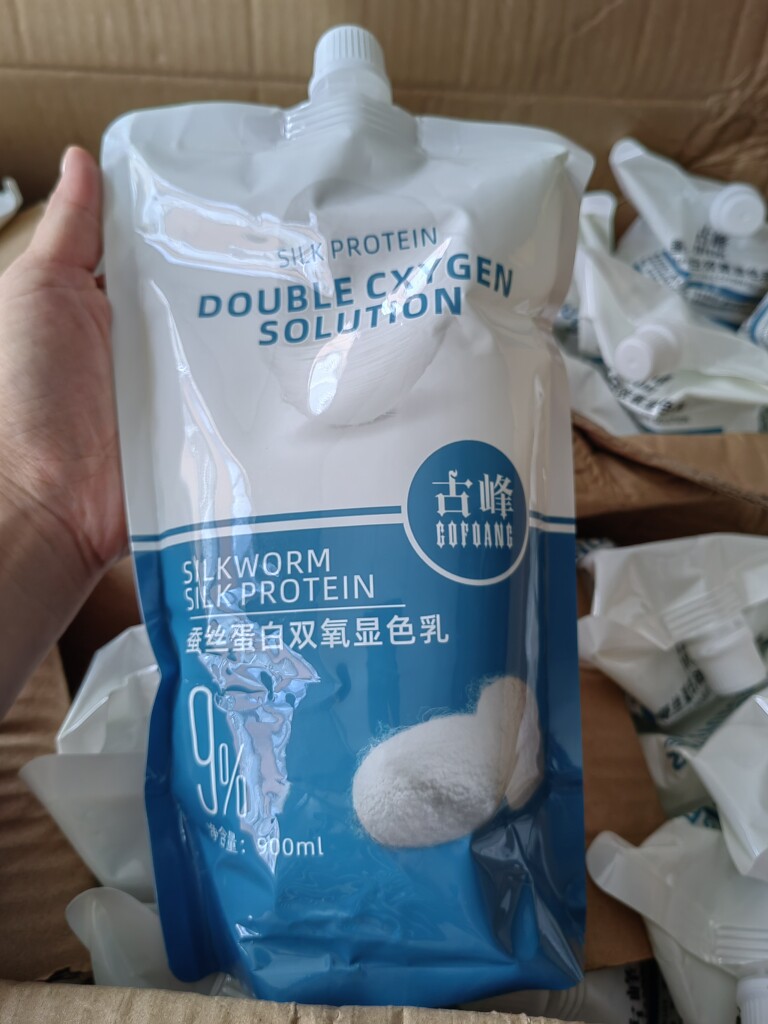 SILK PROTEIN
DOUBLE CXYGEN
SOLUTION
古峰
GOFOANG
SILKWORM
SILK PROTEIN
蚕丝蛋白双氧显色乳
9%
含量：900ml